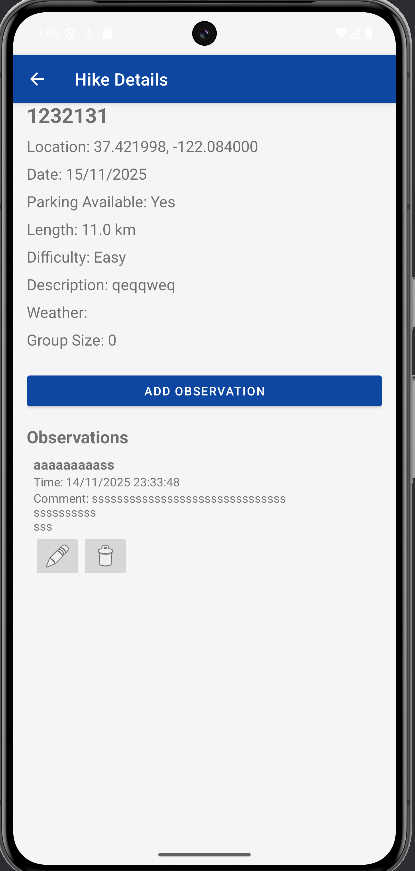 1:05
Hike Details
1232131
Location: 37.421998, -122.084000
Date: 15/11/2025
Parking Available: Yes
Length: 11.0 km
Difficulty: Easy
Description: qeqqweq
Weather:
Group Size: 0
ADD OBSERVATION
Observations
aaaaaaaaass
Time: 14/11/2025 23:33:48
Comment: sssssssssssssssssssssssssssssss
ssssssssss
sss